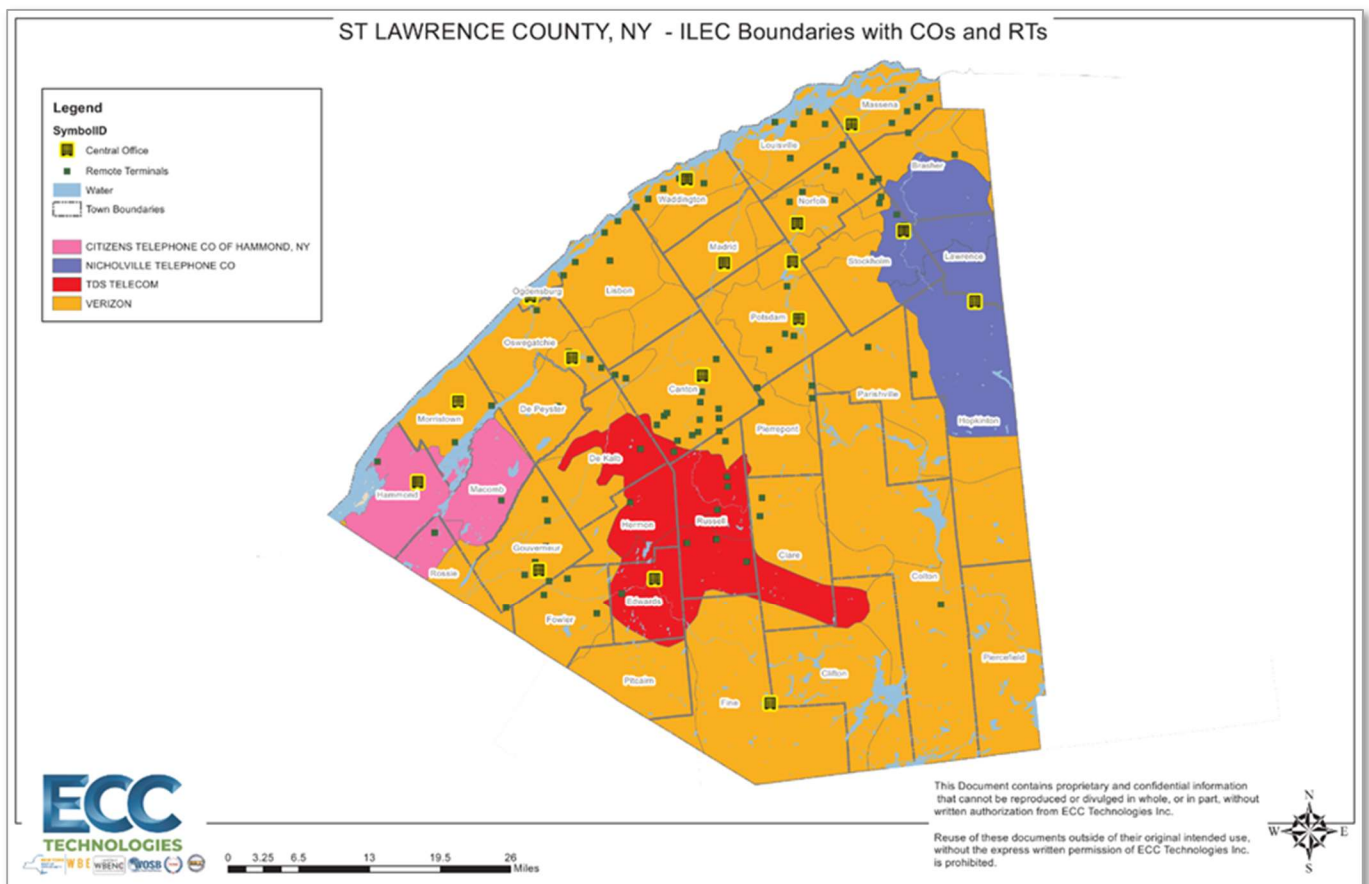 ST LAWRENCE COUNTY, NY - ILEC Boundaries with COs and RTs
Legend
SymbolID
Central Office
Remote Terminals
Water
Town Boundaries
CITIZENS TELEPHONE CO OF HAMMOND, NY
NICHOLVILLE TELEPHONE CO
TDS TELECOM
VERIZON
Massena
Louisville
Brasher
Waddington
Norfolk
Madrid
Stockholm
Lawrence
Ogdensburg
Lisbon
Potsdam
Oswegatchie
Canton
Parishville
De Peyster
Morristown
Hopkinton
Pierrepont
De Kalb
Macomb
Hammond
Hermon
Russell
Gouverneur
Clare
Rossie
Colton
Edwards
Fowler
Piercefield
Clifton
Pitcairn
Fine
ECC
TECHNOLOGIES
WBE
WBENC
WOSB
0 3.25 6.5 13 19.5 26
Miles
This Document contains proprietary and confidential information
that cannot be reproduced or divulged in whole, or in part, without
written authorization from ECC Technologies Inc.
Reuse of these documents outside of their original intended use,
without the express written permission of ECC Technologies Inc.
is prohibited.
N
W E
S